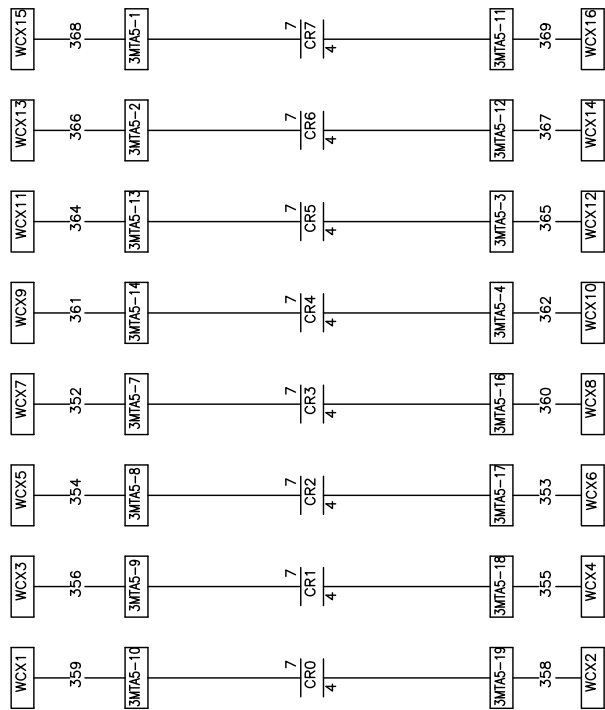 WCX15 368 3MTA5-1 7 CR7 4 3MTA5-11 369 WCX16
WCX13 366 3MTA5-2 7 CR6 4 3MTA5-12 367 WCX14
WCX11 364 3MTA5-13 7 CR5 4 3MTA5-3 365 WCX12
WCX9 361 3MTA5-14 7 CR4 4 3MTA5-4 362 WCX10
WCX7 352 3MTA5-7 7 CR3 4 3MTA5-16 360 WCX8
WCX5 354 3MTA5-8 7 CR2 4 3MTA5-17 353 WCX6
WCX3 356 3MTA5-9 7 CR1 4 3MTA5-18 355 WCX4
WCX1 359 3MTA5-10 7 CR0 4 3MTA5-19 358 WCX2